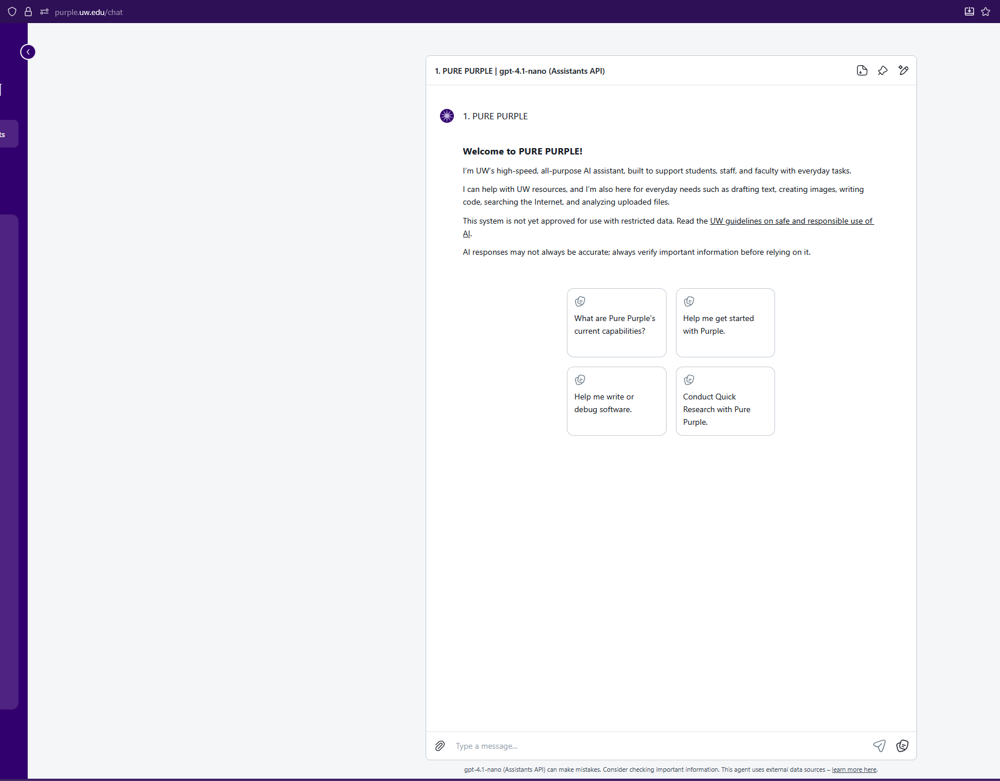 purple.uw.edu/chat
ts
1. PURE PURPLE | gpt-4.1-nano (Assistants API)
1. PURE PURPLE
Welcome to PURE PURPLE!
I’m UW’s high-speed, all-purpose AI assistant, built to support students, staff, and faculty with everyday tasks.
I can help with UW resources, and I’m also here for everyday needs such as drafting text, creating images, writing
code, searching the Internet, and analyzing uploaded files.
This system is not yet approved for use with restricted data. Read the UW guidelines on safe and responsible use of
AI.
AI responses may not always be accurate; always verify important information before relying on it.
What are Pure Purple's
current capabilities?
Help me get started
with Purple.
Help me write or
debug software.
Conduct Quick
Research with Pure
Purple.
Type a message...
gpt-4.1-nano (Assistants API) can make mistakes. Consider checking important information. This agent uses external data sources – learn more here.